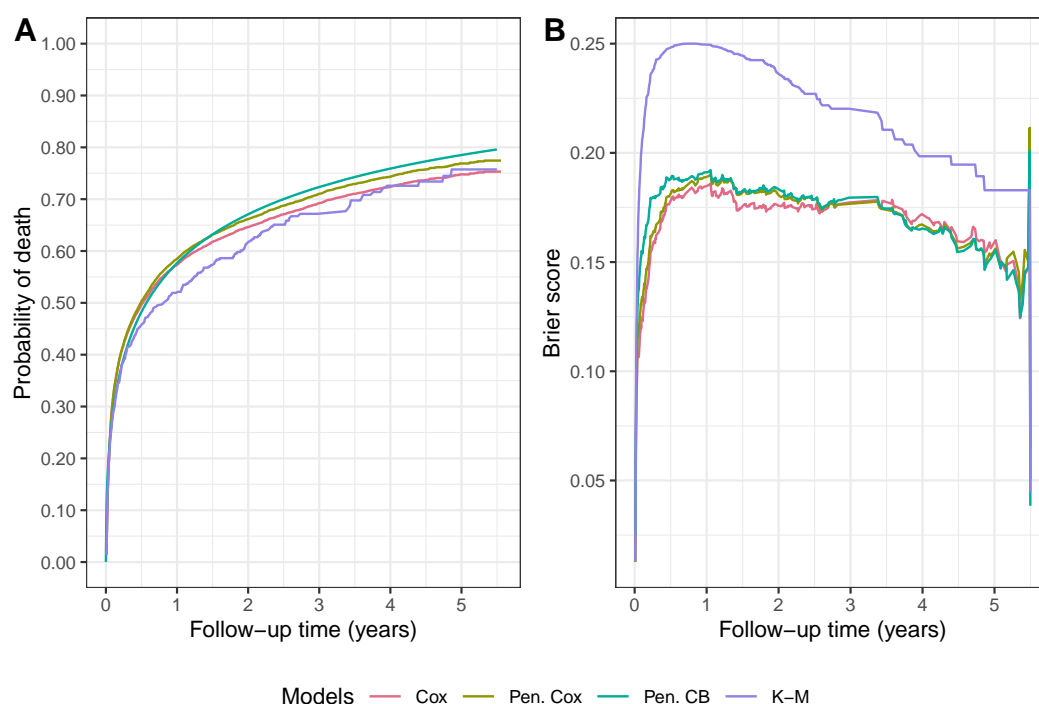 A
Probability of death
1.00
0.90
0.80
0.70
0.60
0.50
0.40
0.30
0.20
0.10
0.00
0 1 2 3 4 5
Follow−up time (years)
B
Brier score
0.25
0.20
0.15
0.10
0.05
0 1 2 3 4 5
Follow−up time (years)
Models Cox Pen. Cox Pen. CB K−M